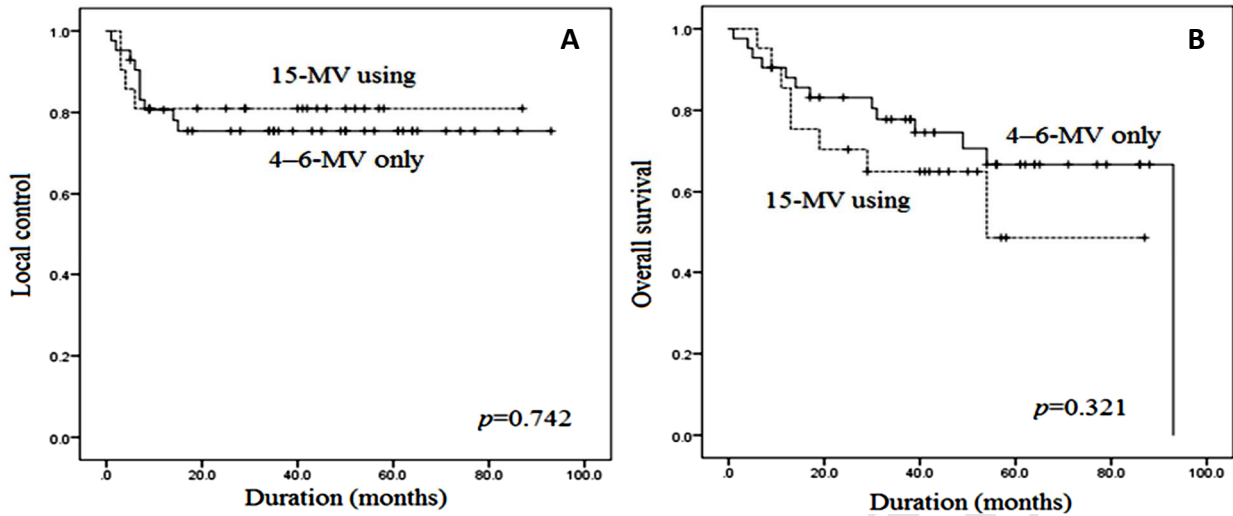 A
1.0
0.8
0.6
0.4
0.2
0.0
Local control
15-MV using
4–6-MV only
p=0.742
.0 20.0 40.0 60.0 80.0 100.0
Duration (months)
B
1.0
0.8
0.6
0.4
0.2
0.0
Overall survival
4–6-MV only
15-MV using
p=0.321
.0 20.0 40.0 60.0 80.0 100.0
Duration (months)